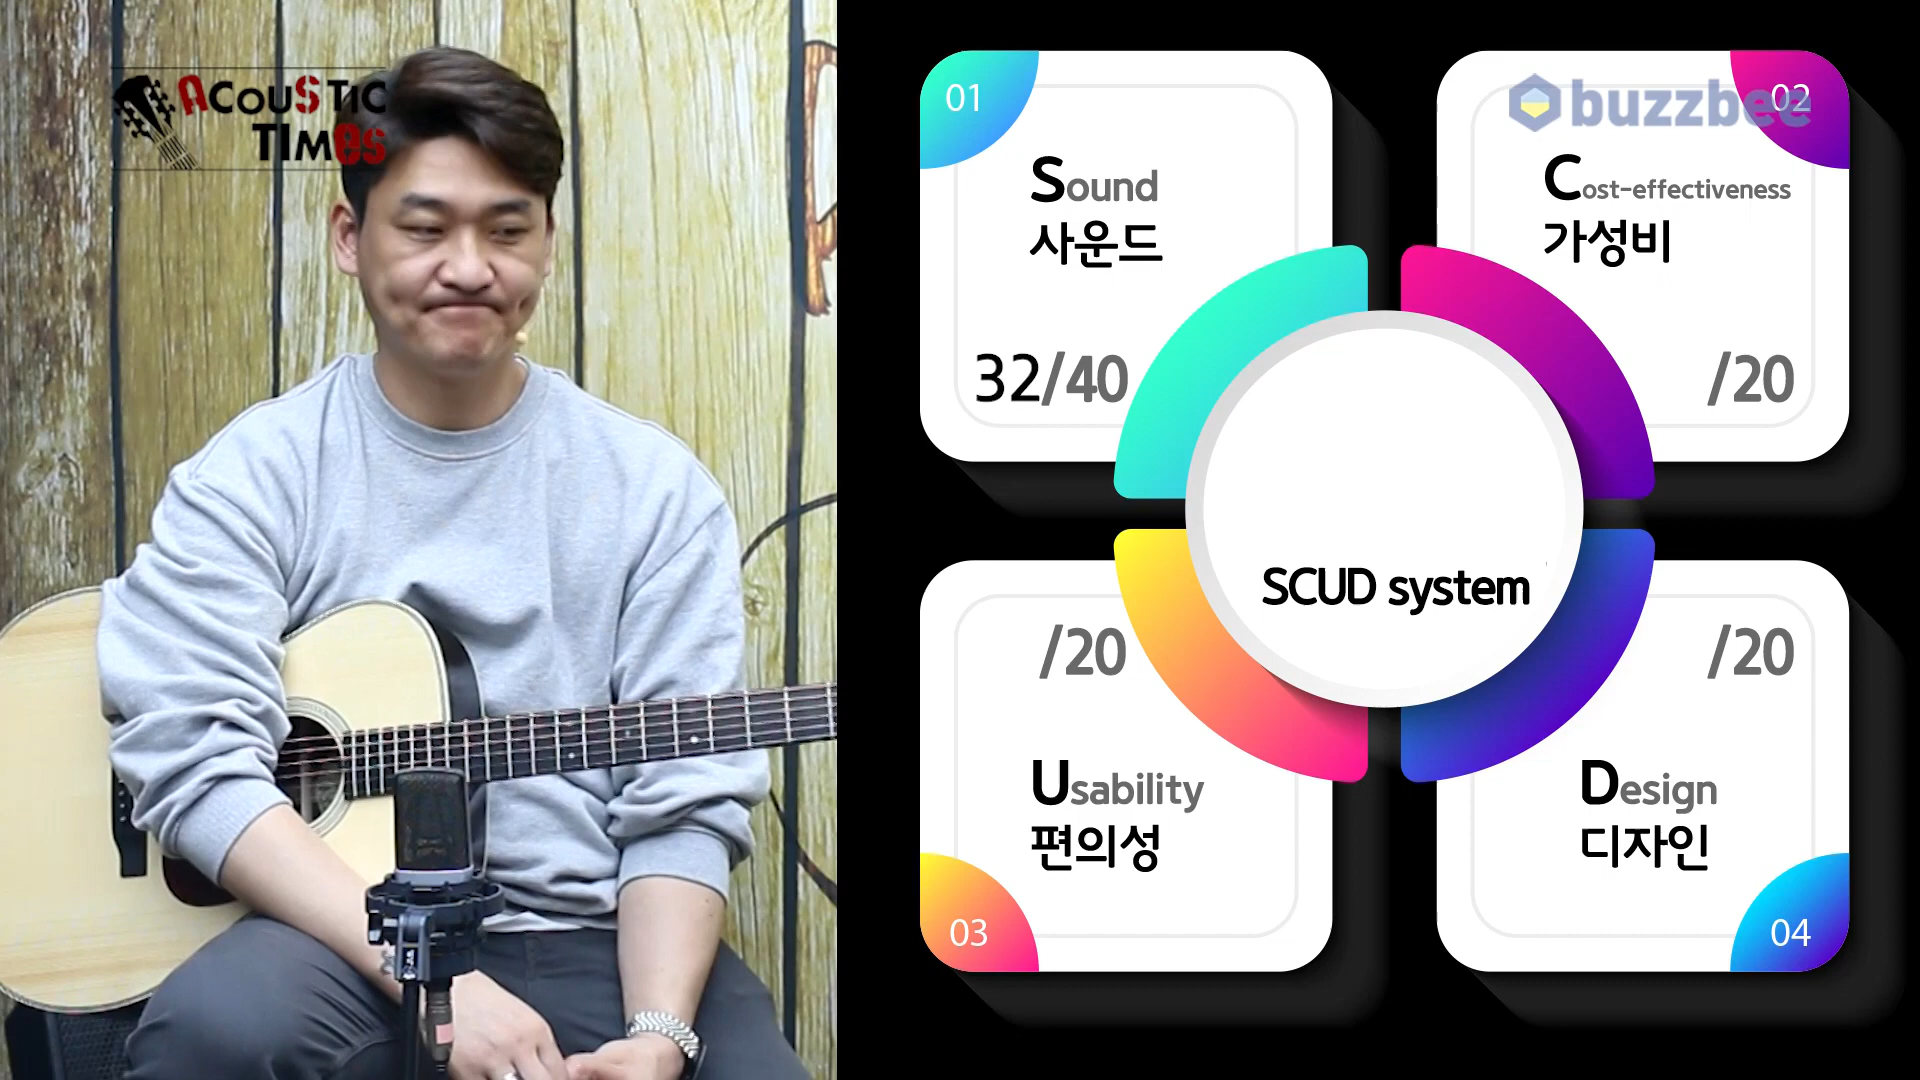 ACOUSTIC
TIMES
01
Sound
사운드
32/40
buzzbee
02
Cost-effectiveness
가성비
/20
SCUD system
/20
Usability
편의성
03
/20
Design
디자인
04